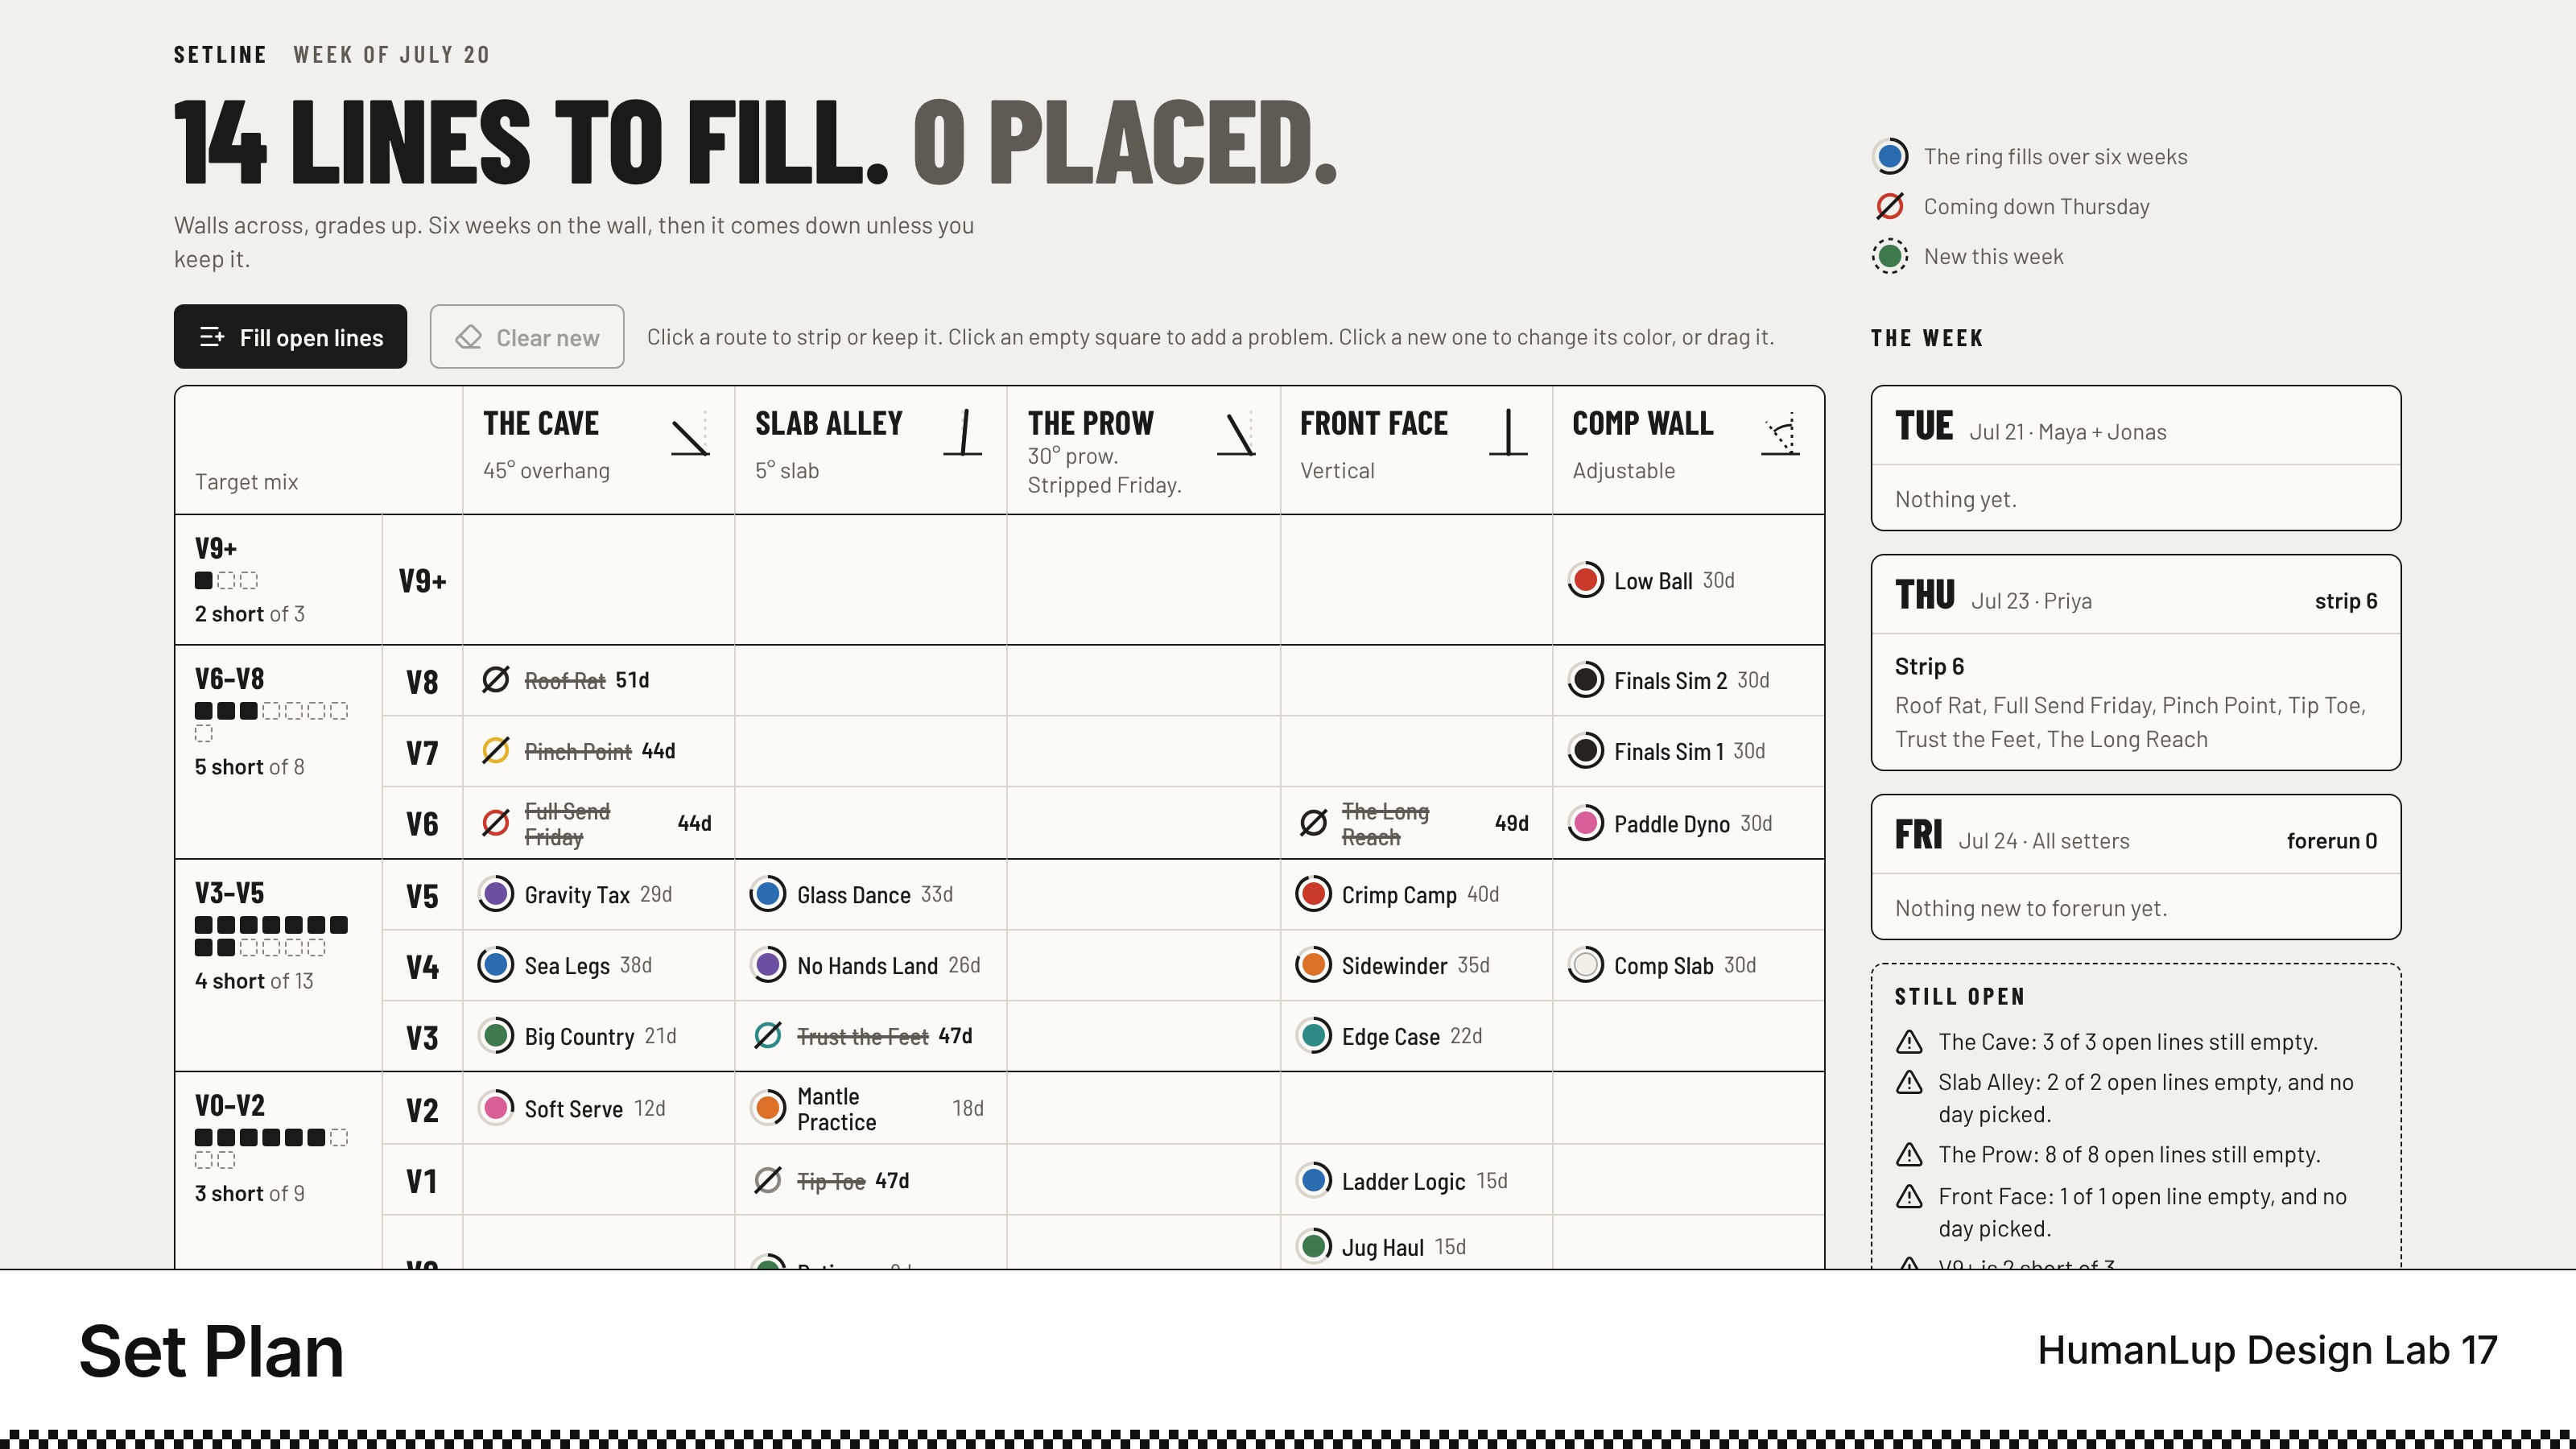 SETLINE WEEK OF JULY 20
14 LINES TO FILL. 0 PLACED.
Walls across, grades up. Six weeks on the wall, then it comes down unless you
keep it.
The ring fills over six weeks
Coming down Thursday
New this week
Fill open lines
Clear new
Click a route to strip or keep it. Click an empty square to add a problem. Click a new one to change its color, or drag it.
Target mix
THE CAVE
45° overhang
SLAB ALLEY
5° slab
THE PROW
30° prow.
Stripped Friday.
FRONT FACE
Vertical
COMP WALL
Adjustable
V9+
2 short of 3
V9+
Low Ball 30d
V6–V8
5 short of 8
V8
Roof Rat 51d
Finals Sim 2 30d
V7
Pinch Point 44d
Finals Sim 1 30d
V6
Full Send
Friday
44d
The Long
Reach
49d
Paddle Dyno 30d
V3–V5
4 short of 13
V5
Gravity Tax 29d
Glass Dance 33d
Crimp Camp 40d
V4
Sea Legs 38d
No Hands Land 26d
Sidewinder 35d
Comp Slab 30d
V3
Big Country 21d
Trust the Feet 47d
Edge Case 22d
V0–V2
3 short of 9
V2
Soft Serve 12d
Mantle
Practice
18d
V1
Tip Toe 47d
Ladder Logic 15d
Jug Haul 15d
THE WEEK
TUE Jul 21 · Maya + Jonas
Nothing yet.
THU Jul 23 · Priya strip 6
Strip 6
Roof Rat, Full Send Friday, Pinch Point, Tip Toe,
Trust the Feet, The Long Reach
FRI Jul 24 · All setters forerun 0
Nothing new to forerun yet.
STILL OPEN
The Cave: 3 of 3 open lines still empty.
Slab Alley: 2 of 2 open lines empty, and no
day picked.
The Prow: 8 of 8 open lines still empty.
Front Face: 1 of 1 open line empty, and no
day picked.
V9+ is 2 short of 3
Set Plan
HumanLup Design Lab 17